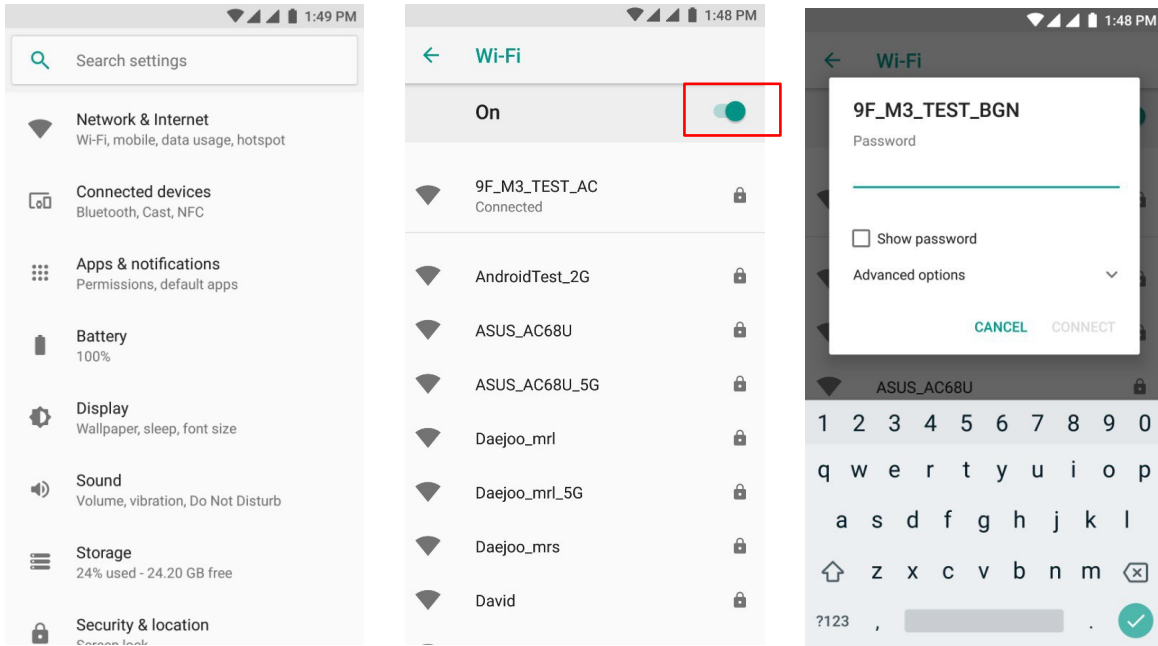 1:49 PM
Search settings
Network & Internet
Wi-Fi, mobile, data usage, hotspot
Connected devices
Bluetooth, Cast, NFC
Apps & notifications
Permissions, default apps
Battery
100%
Display
Wallpaper, sleep, font size
Sound
Volume, vibration, Do Not Disturb
Storage
24% used - 24.20 GB free
Security & location
Screen lock
1:48 PM
Wi-Fi
On
9F_M3_TEST_AC
Connected
AndroidTest_2G
ASUS_AC68U
ASUS_AC68U_5G
Daejoo_mrl
Daejoo_mrl_5G
Daejoo_mrs
David
1:48 PM
Wi-Fi
9F_M3_TEST_BGN
Password
Show password
Advanced options
CANCEL CONNECT
ASUS_AC68U
1 2 3 4 5 6 7 8 9 0
q w e r t y u i o p
a s d f g h j k l
z x c v b n m
?123 , .